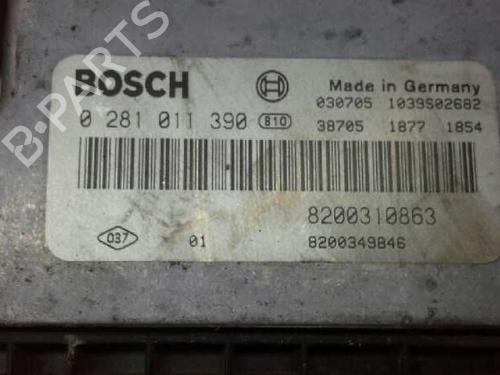 B-PARTS
BOSCH
Made in Germany
030705 1039S02682
0 281 011 390 810
38705 1877 1854
8200310863
037 01 8200349846